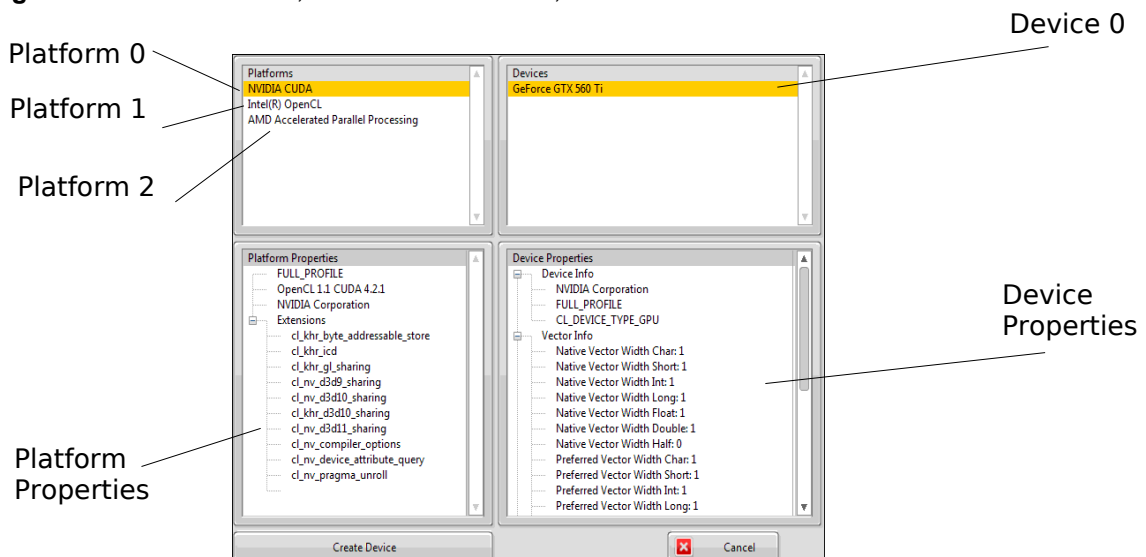 Device 0
Platform 0
Platform 1
Platform 2
Platforms
NVIDIA CUDA
Intel(R) OpenCL
AMD Accelerated Parallel Processing
Devices
GeForce GTX 560 Ti
Platform Properties
FULL_PROFILE
OpenCL 1.1 CUDA 4.2.1
NVIDIA Corporation
Extensions
cl_khr_byte_addressable_store
cl_khr_icd
cl_khr_gl_sharing
cl_nv_d3d9_sharing
cl_nv_d3d10_sharing
cl_khr_d3d10_sharing
cl_nv_d3d11_sharing
cl_nv_compiler_options
cl_nv_device_attribute_query
cl_nv_pragma_unroll
Device Properties
Device Info
NVIDIA Corporation
FULL_PROFILE
CL_DEVICE_TYPE_GPU
Vector Info
Native Vector Width Char: 1
Native Vector Width Short: 1
Native Vector Width Int: 1
Native Vector Width Long: 1
Native Vector Width Float: 1
Native Vector Width Double: 1
Native Vector Width Half: 0
Preferred Vector Width Char: 1
Preferred Vector Width Short: 1
Preferred Vector Width Int: 1
Preferred Vector Width Long: 1
Device
Properties
Platform
Properties
Create Device
Cancel